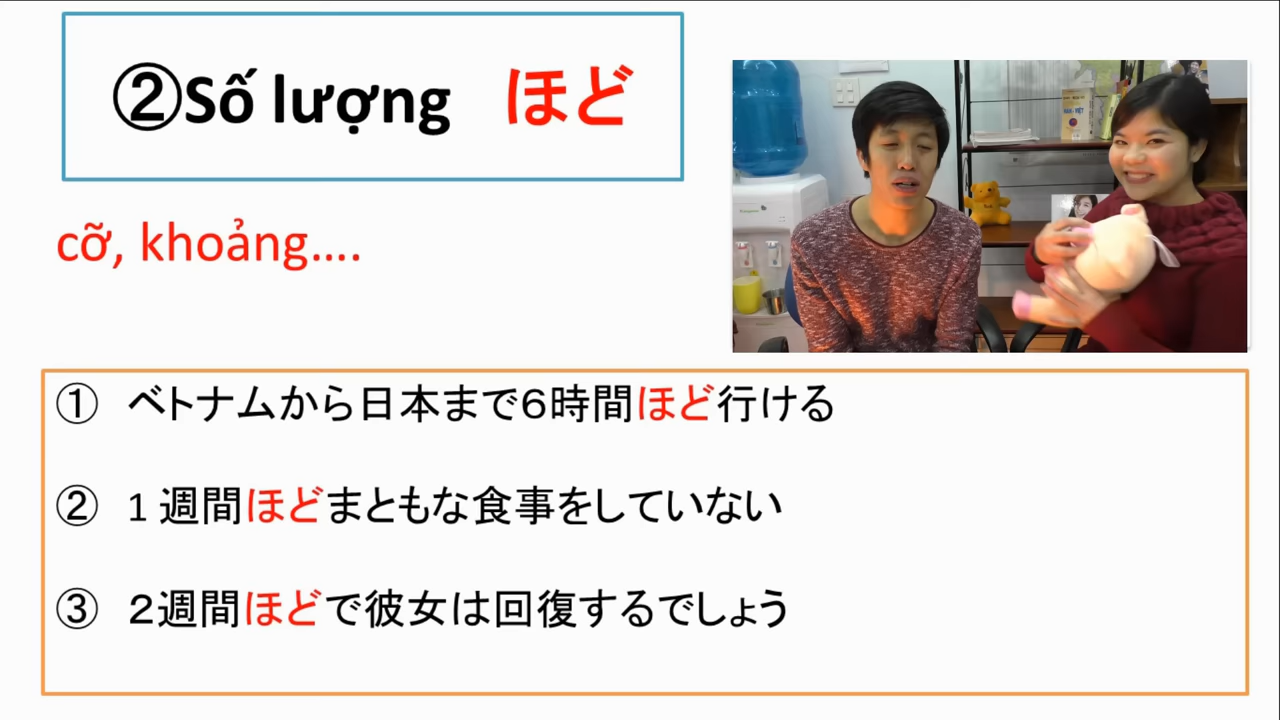 ②Số lượng ほど
cỡ, khoảng....
① ベトナムから日本まで6時間ほど行ける
② 1週間ほどまともな食事をしていない
③ 2週間ほどで彼女は回復するでしょう